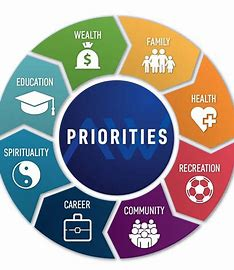 WEALTH
FAMILY
EDUCATION
HEALTH
PRIORITIES
SPIRITUALITY
RECREATION
CAREER
COMMUNITY